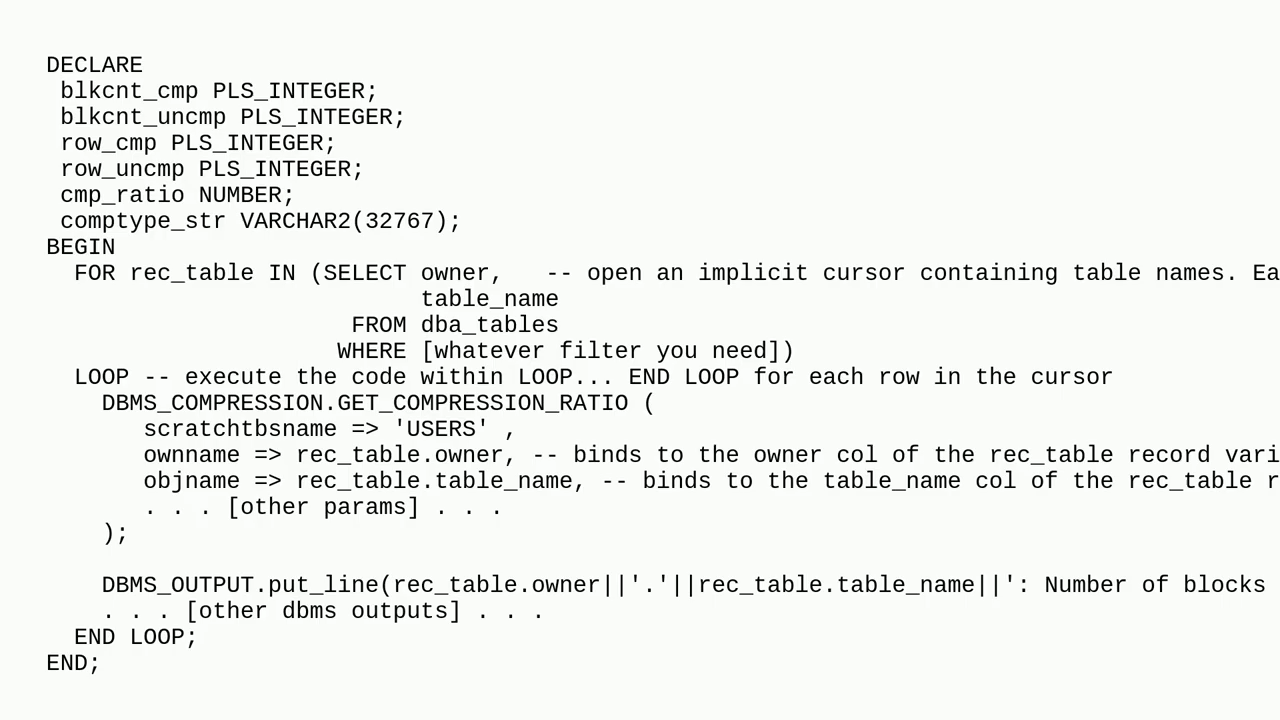 DECLARE
 blkcnt_cmp PLS_INTEGER;
 blkcnt_uncmp PLS_INTEGER;
 row_cmp PLS_INTEGER;
 row_uncmp PLS_INTEGER;
 cmp_ratio NUMBER;
 comptype_str VARCHAR2(32767);
BEGIN
  FOR rec_table IN (SELECT owner,   -- open an implicit cursor containing table names. Ea
                           table_name
                      FROM dba_tables
                     WHERE [whatever filter you need])
  LOOP -- execute the code within LOOP... END LOOP for each row in the cursor
    DBMS_COMPRESSION.GET_COMPRESSION_RATIO (
       scratchtbsname => 'USERS' ,
       ownname => rec_table.owner, -- binds to the owner col of the rec_table record vari
       objname => rec_table.table_name, -- binds to the table_name col of the rec_table r
       . . . [other params] . . .
    );

    DBMS_OUTPUT.put_line(rec_table.owner||'.'||rec_table.table_name||': Number of blocks
    . . . [other dbms outputs] . . .
  END LOOP;
END;